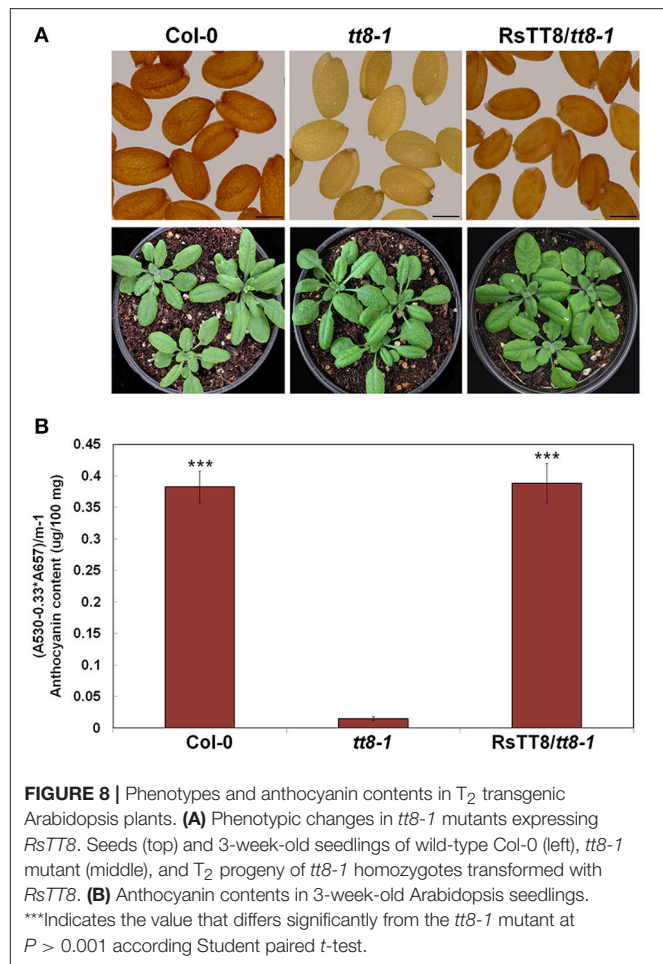 A
Col-0 tt8-1 RsTT8/tt8-1
B
(A530-0.33*A657)/m-1
Anthocyanin content (ug/100 mg)
0.45
0.4
0.35
0.3
0.25
0.2
0.15
0.1
0.05
0
*** ***
Col-0 tt8-1 RsTT8/tt8-1
FIGURE 8 | Phenotypes and anthocyanin contents in T2 transgenic
Arabidopsis plants. (A) Phenotypic changes in tt8-1 mutants expressing
RsTT8. Seeds (top) and 3-week-old seedlings of wild-type Col-0 (left), tt8-1
mutant (middle), and T2 progeny of tt8-1 homozygotes transformed with
RsTT8. (B) Anthocyanin contents in 3-week-old Arabidopsis seedlings.
***Indicates the value that differs significantly from the tt8-1 mutant at
P > 0.001 according Student paired t-test.